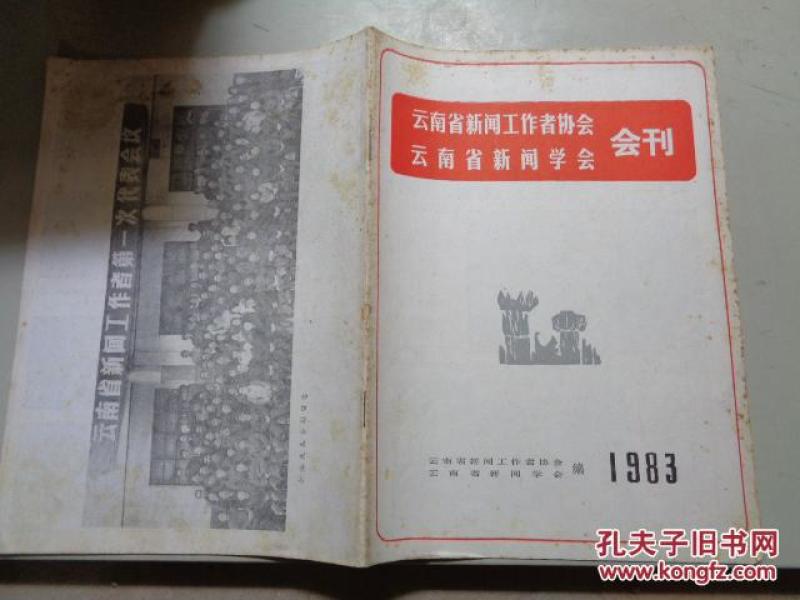 云南省新闻工作者协会
云南省新闻学会
会刊
云南省新闻工作者协会
云南省新闻学会
编
1983
云南省新闻工作者第一次代表会议
孔夫子旧书网
www.kongfz.com